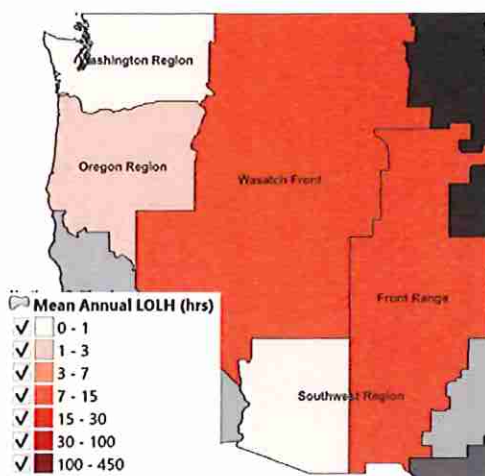 Washington Region
Oregon Region
Wasatch Front
Front Range
Mean Annual LOLH (hrs)
0 - 1
1 - 3
3 - 7
7 - 15
Southwest Region
15 - 30
30 - 100
100 - 450